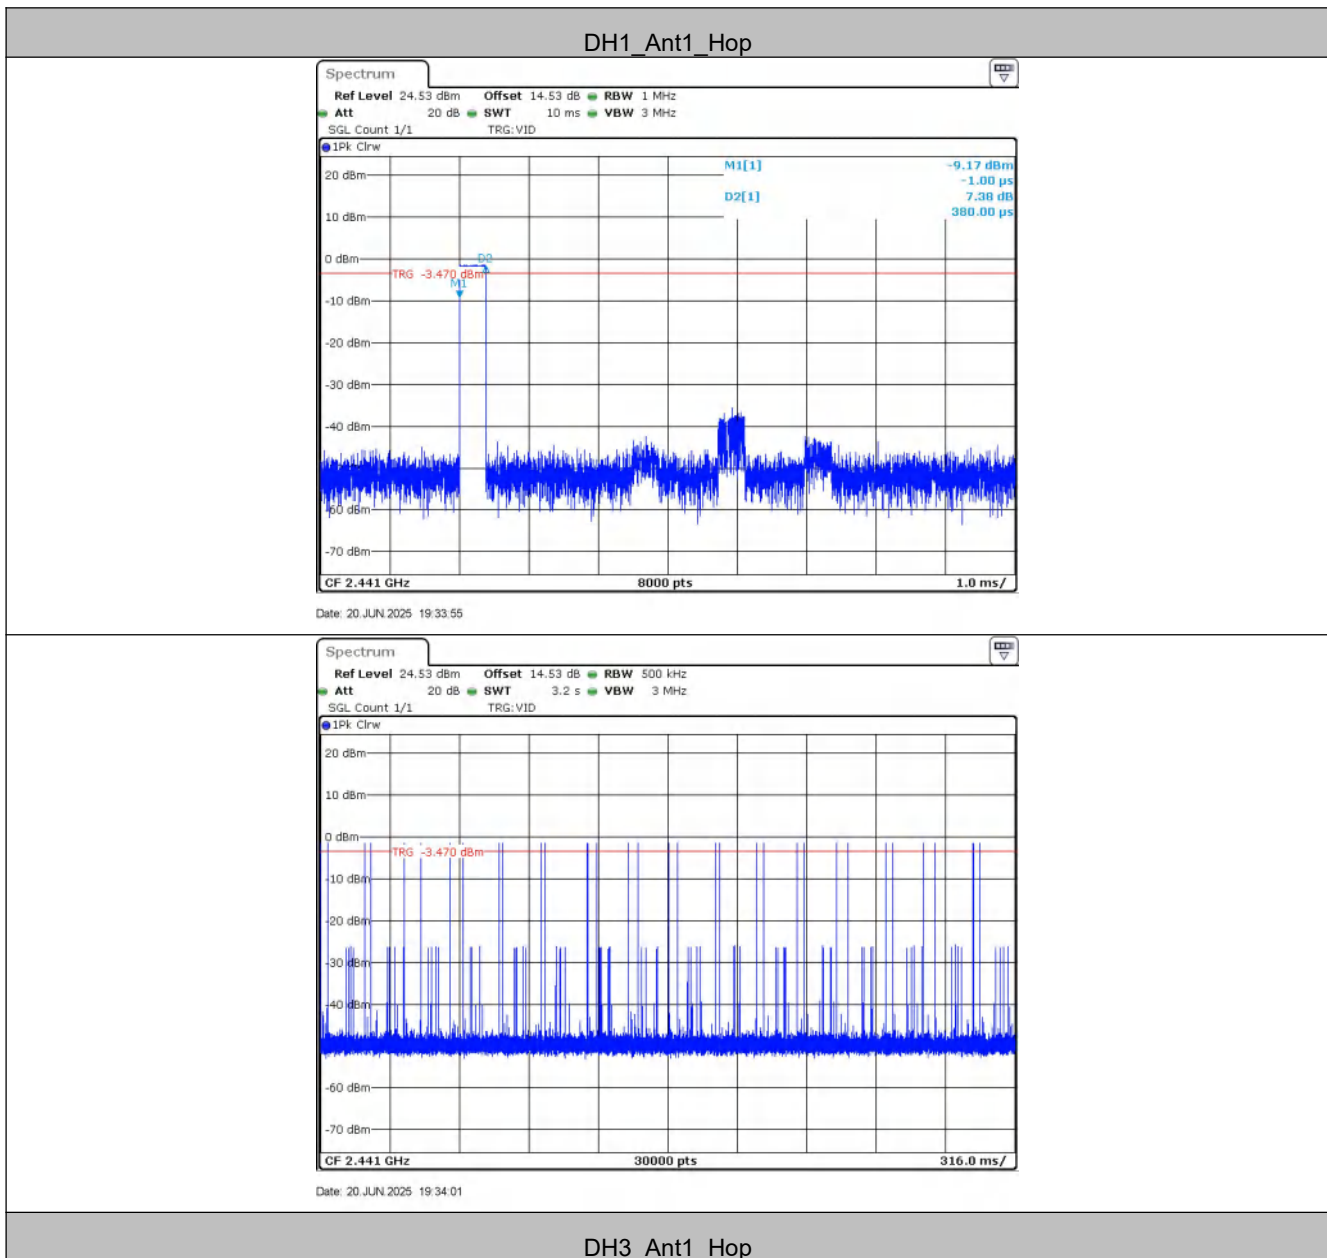 DH1_Ant1_Hop
Spectrum
Ref Level 24.53 dBm Offset 14.53 dB RBW 1 MHz
Att 20 dB SWT 10 ms VBW 3 MHz
SGL Count 1/1 TRG:VID
1Pk Clrw
M1[1] -9.17 dBm
-1.00 µs
D2[1] 7.38 dB
380.00 µs
20 dBm
10 dBm
0 dBm
D2
TRG -3.470 dBm
M1
-10 dBm
-20 dBm
-30 dBm
-40 dBm
-60 dBm
-70 dBm
CF 2.441 GHz 8000 pts 1.0 ms/
Date: 20.JUN.2025 19:33:55
Spectrum
Ref Level 24.53 dBm Offset 14.53 dB RBW 500 kHz
Att 20 dB SWT 3.2 s VBW 3 MHz
SGL Count 1/1 TRG:VID
1Pk Clrw
20 dBm
10 dBm
0 dBm
TRG -3.470 dBm
-10 dBm
-20 dBm
-30 dBm
-40 dBm
-60 dBm
-70 dBm
CF 2.441 GHz 30000 pts 316.0 ms/
Date: 20.JUN.2025 19:34:01
DH3_Ant1_Hop